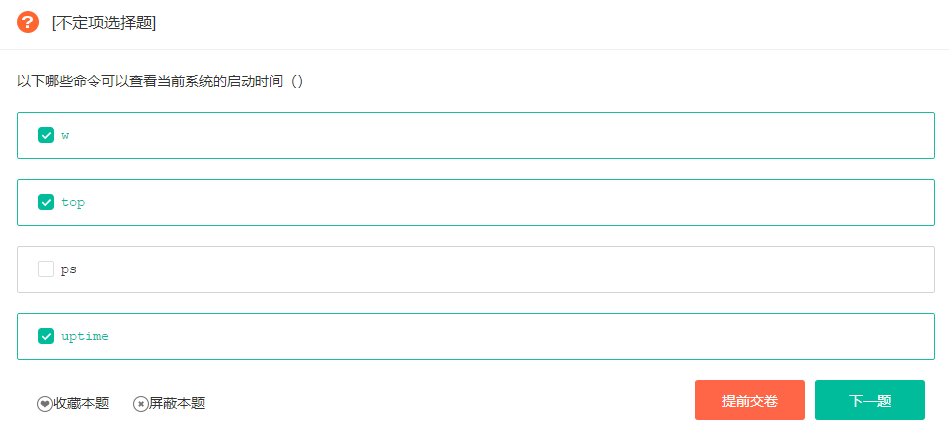 ?
[不定项选择题]
以下哪些命令可以查看当前系统的启动时间（）
w
top
ps
uptime
收藏本题 屏蔽本题 提前交卷 下一题